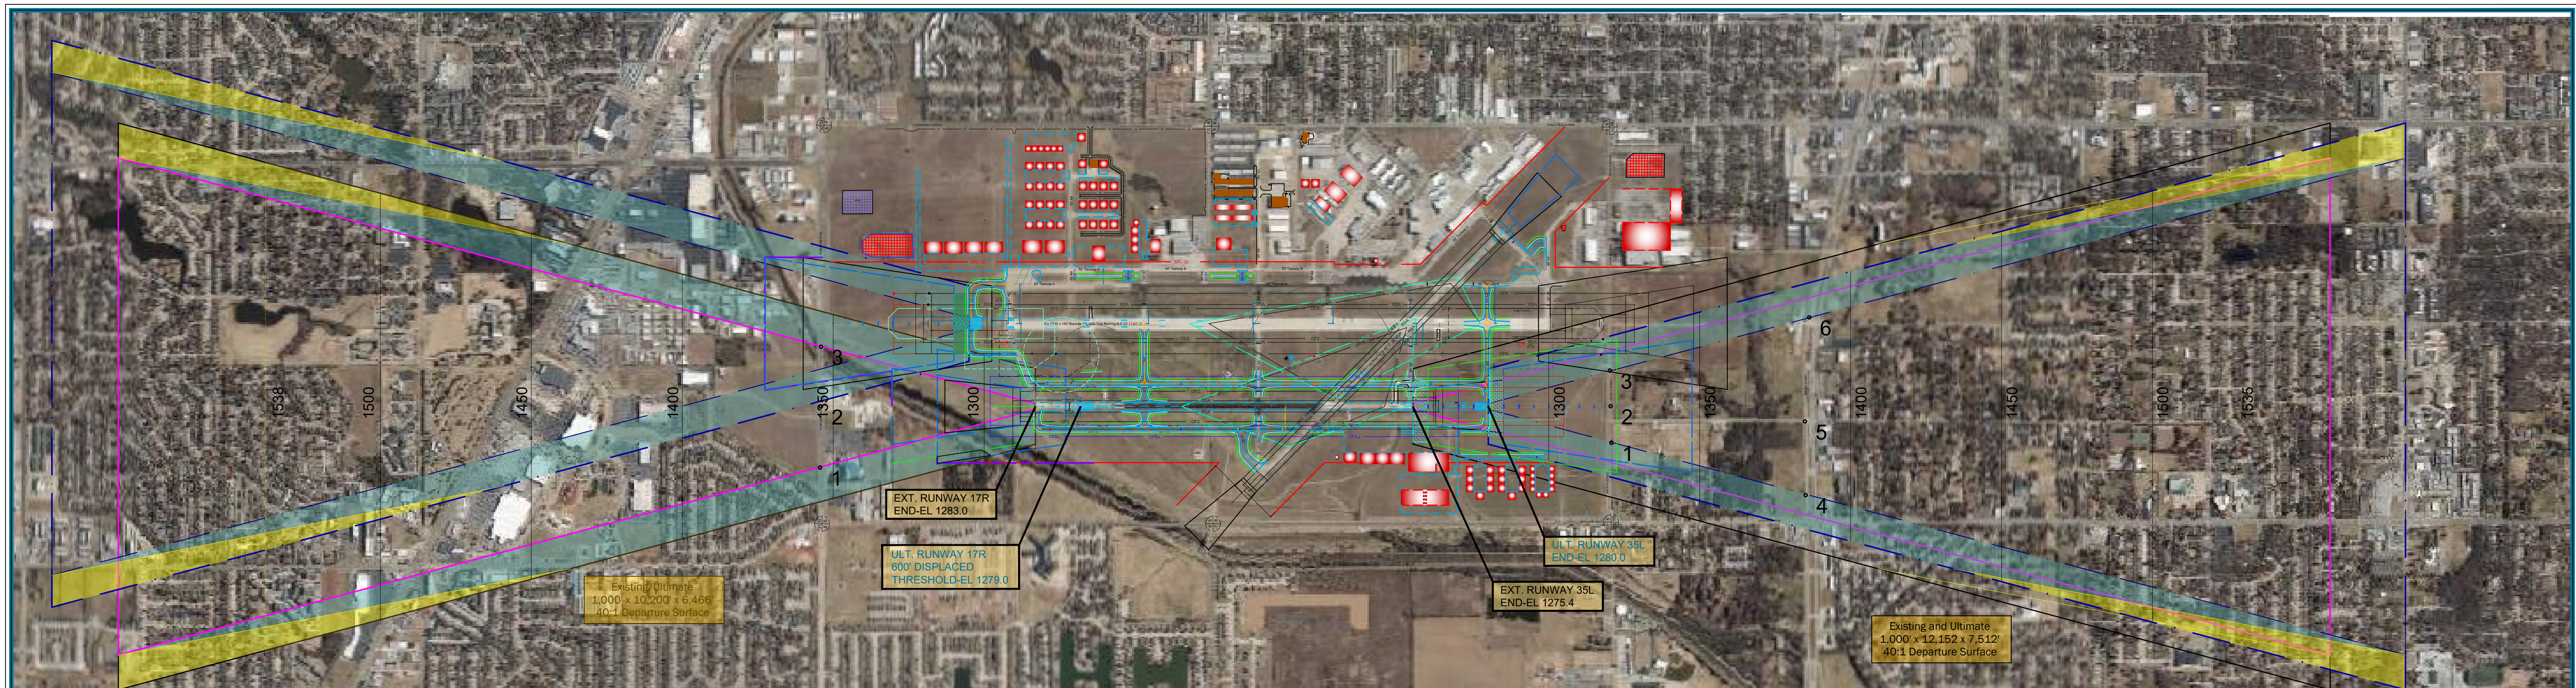 1538
1500
1450
1400
1350
1300
3
2
1
EXT. RUNWAY 17R
END-EL 1283.0
ULT. RUNWAY 17R
600' DISPLACED
THRESHOLD-EL 1279.0
Existing/Ultimate
1,000' x 10,200' x 6,466'
40:1 Departure Surface
1300
1350
1400
1450
1500
1535
6
3
2
5
1
4
ULT. RUNWAY 35L
END-EL 1280.0
EXT. RUNWAY 35L
END-EL 1275.4
Existing and Ultimate
1,000' x 12,152 x 7,512'
40:1 Departure Surface